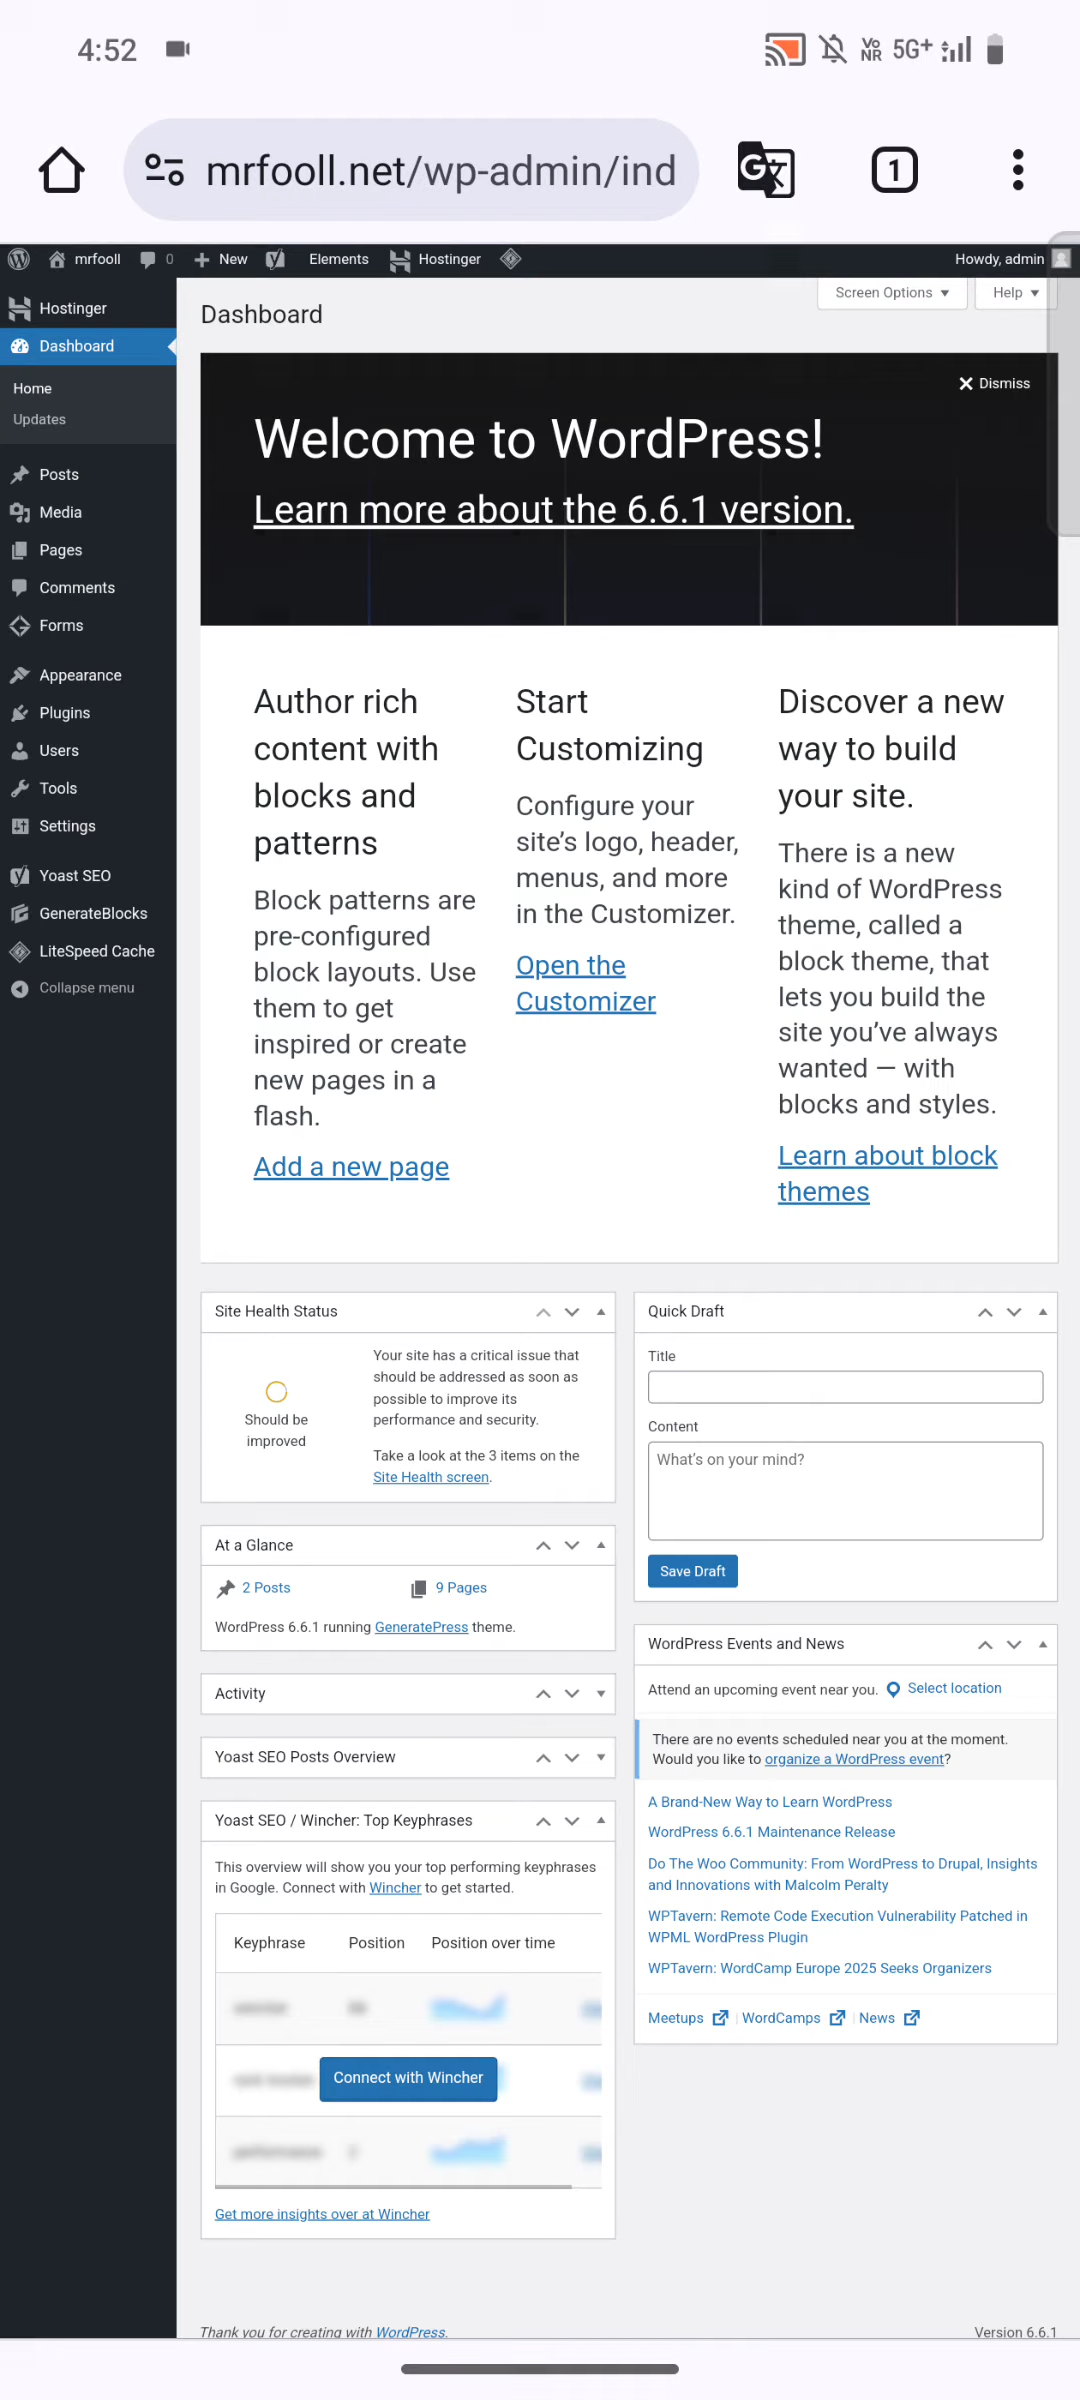 4:52
VoNR 5G+
mrfooll.net/wp-admin/ind
1
mrfooll 0 New Elements Hostinger Howdy, admin
Hostinger
Dashboard
Home
Updates
Posts
Media
Pages
Comments
Forms
Appearance
Plugins
Users
Tools
Settings
Yoast SEO
GenerateBlocks
LiteSpeed Cache
Collapse menu
Screen Options
Help
Dashboard
Dismiss
Welcome to WordPress!
Learn more about the 6.6.1 version.
Author rich
content with
blocks and
patterns
Block patterns are
pre-configured
block layouts. Use
them to get
inspired or create
new pages in a
flash.
Add a new page
Start
Customizing
Configure your
site’s logo, header,
menus, and more
in the Customizer.
Open the
Customizer
Discover a new
way to build
your site.
There is a new
kind of WordPress
theme, called a
block theme, that
lets you build the
site you’ve always
wanted — with
blocks and styles.
Learn about block
themes
Site Health Status
Should be
improved
Your site has a critical issue that
should be addressed as soon as
possible to improve its
performance and security.
Take a look at the 3 items on the
Site Health screen.
At a Glance
2 Posts
9 Pages
WordPress 6.6.1 running GeneratePress theme.
Activity
Yoast SEO Posts Overview
Yoast SEO / Wincher: Top Keyphrases
This overview will show you your top performing keyphrases
in Google. Connect with Wincher to get started.
Keyphrase Position Position over time
Connect with Wincher
Get more insights over at Wincher
Quick Draft
Title
Content
What’s on your mind?
Save Draft
WordPress Events and News
Attend an upcoming event near you. Select location
There are no events scheduled near you at the moment.
Would you like to organize a WordPress event?
A Brand-New Way to Learn WordPress
WordPress 6.6.1 Maintenance Release
Do The Woo Community: From WordPress to Drupal, Insights
and Innovations with Malcolm Peralty
WPTavern: Remote Code Execution Vulnerability Patched in
WPML WordPress Plugin
WPTavern: WordCamp Europe 2025 Seeks Organizers
Meetups | WordCamps | News
Thank you for creating with WordPress.
Version 6.6.1